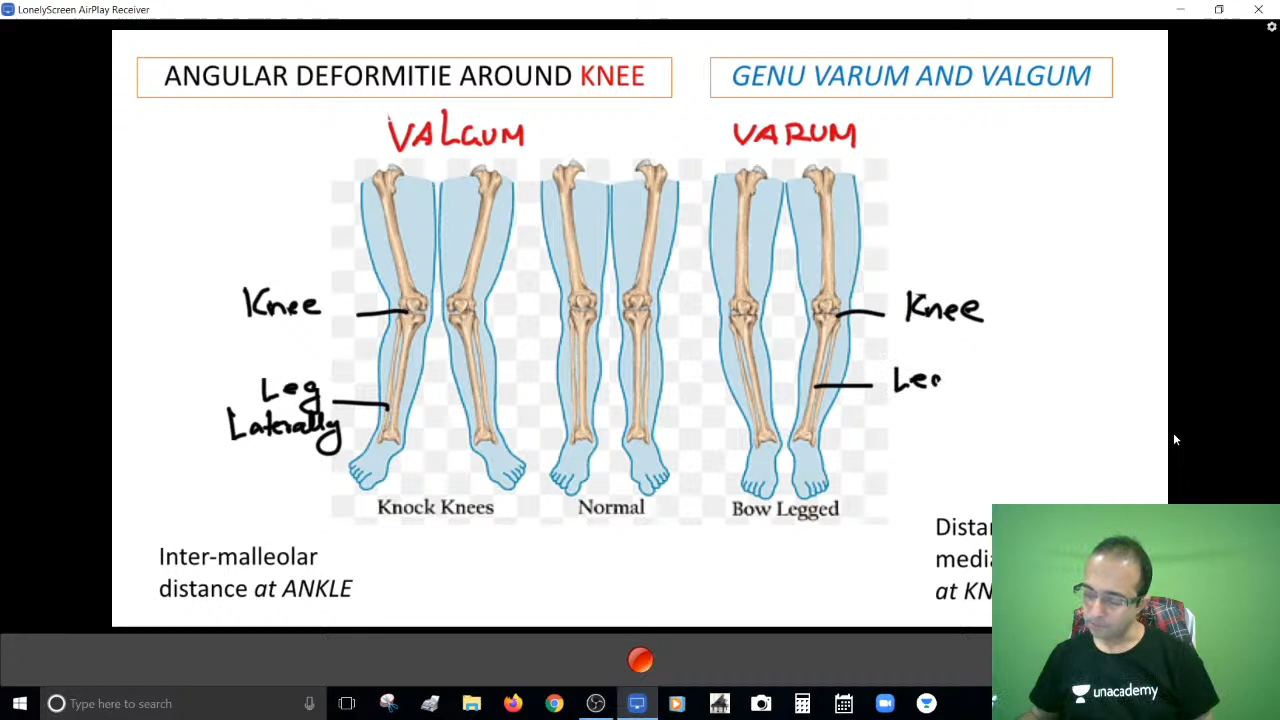 LonelyScreen AirPlay Receiver
ANGULAR DEFORMITIE AROUND KNEE
GENU VARUM AND VALGUM
VALGUM
VARUM
Knee
Knee
Leg
Laterally
Knock Knees
Normal
Bow Legged
Inter-malleolar
distance at ANKLE
at
unacademy
Type here to search